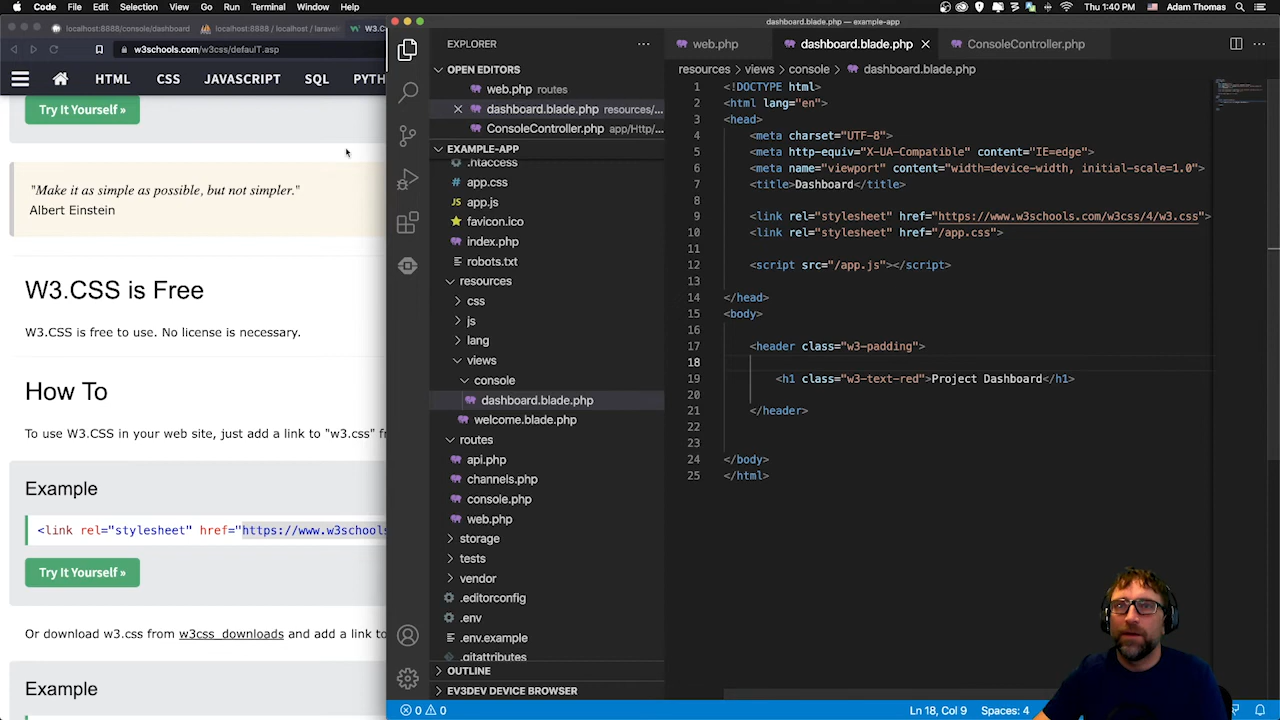 Code File Edit Selection View Go Run Terminal Window Help
Thu 1:40 PM Adam Thomas
localhost:8888/console/dashboard
localhost:8888 / localhost / larave
W3.C
w3schools.com/w3css/defaulT.asp
HTML CSS JAVASCRIPT SQL PYTH
Try It Yourself »
"Make it as simple as possible, but not simpler."
Albert Einstein
W3.CSS is Free
W3.CSS is free to use. No license is necessary.
How To
To use W3.CSS in your web site, just add a link to "w3.css" f
Example
<link rel="stylesheet" href="https://www.w3schools
Try It Yourself »
Or download w3.css from w3css_downloads and add a link to
Example
dashboard.blade.php — example-app
EXPLORER
OPEN EDITORS
web.php routes
dashboard.blade.php resources/...
ConsoleController.php app/Http/...
EXAMPLE-APP
.htaccess
app.css
app.js
favicon.ico
index.php
robots.txt
resources
css
js
lang
views
console
dashboard.blade.php
welcome.blade.php
routes
api.php
channels.php
console.php
web.php
storage
tests
vendor
.editorconfig
.env
.env.example
.gitattributes
OUTLINE
EV3DEV DEVICE BROWSER
web.php dashboard.blade.php ConsoleController.php
resources > views > console > dashboard.blade.php
1 <!DOCTYPE html>
2 <html lang="en">
3 <head>
4 <meta charset="UTF-8">
5 <meta http-equiv="X-UA-Compatible" content="IE=edge">
6 <meta name="viewport" content="width=device-width, initial-scale=1.0">
7 <title>Dashboard</title>
8
9 <link rel="stylesheet" href="https://www.w3schools.com/w3css/4/w3.css">
10 <link rel="stylesheet" href="/app.css">
11
12 <script src="/app.js"></script>
13
14 </head>
15 <body>
16
17 <header class="w3-padding">
18
19 <h1 class="w3-text-red">Project Dashboard</h1>
20
21 </header>
22
23
24 </body>
25 </html>
0 0
Ln 18, Col 9 Spaces: 4